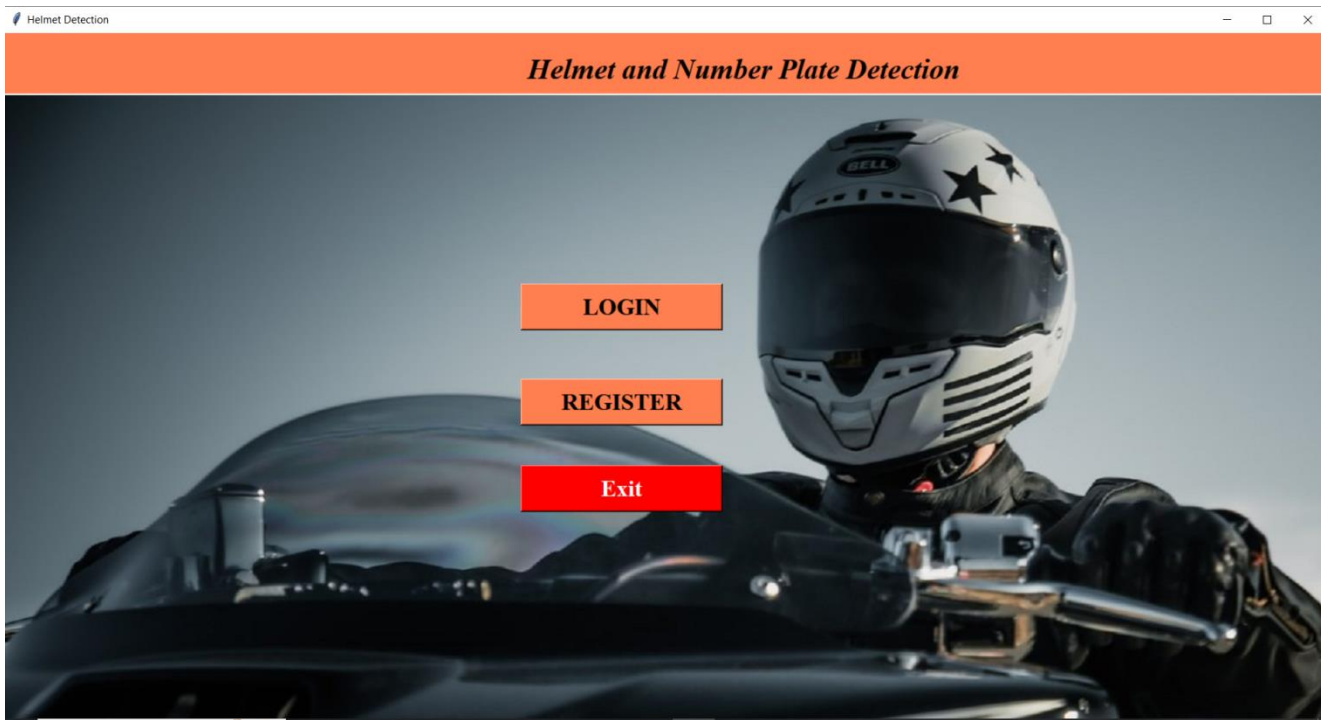 Helmet Detection
Helmet and Number Plate Detection
BELL
LOGIN
REGISTER
Exit